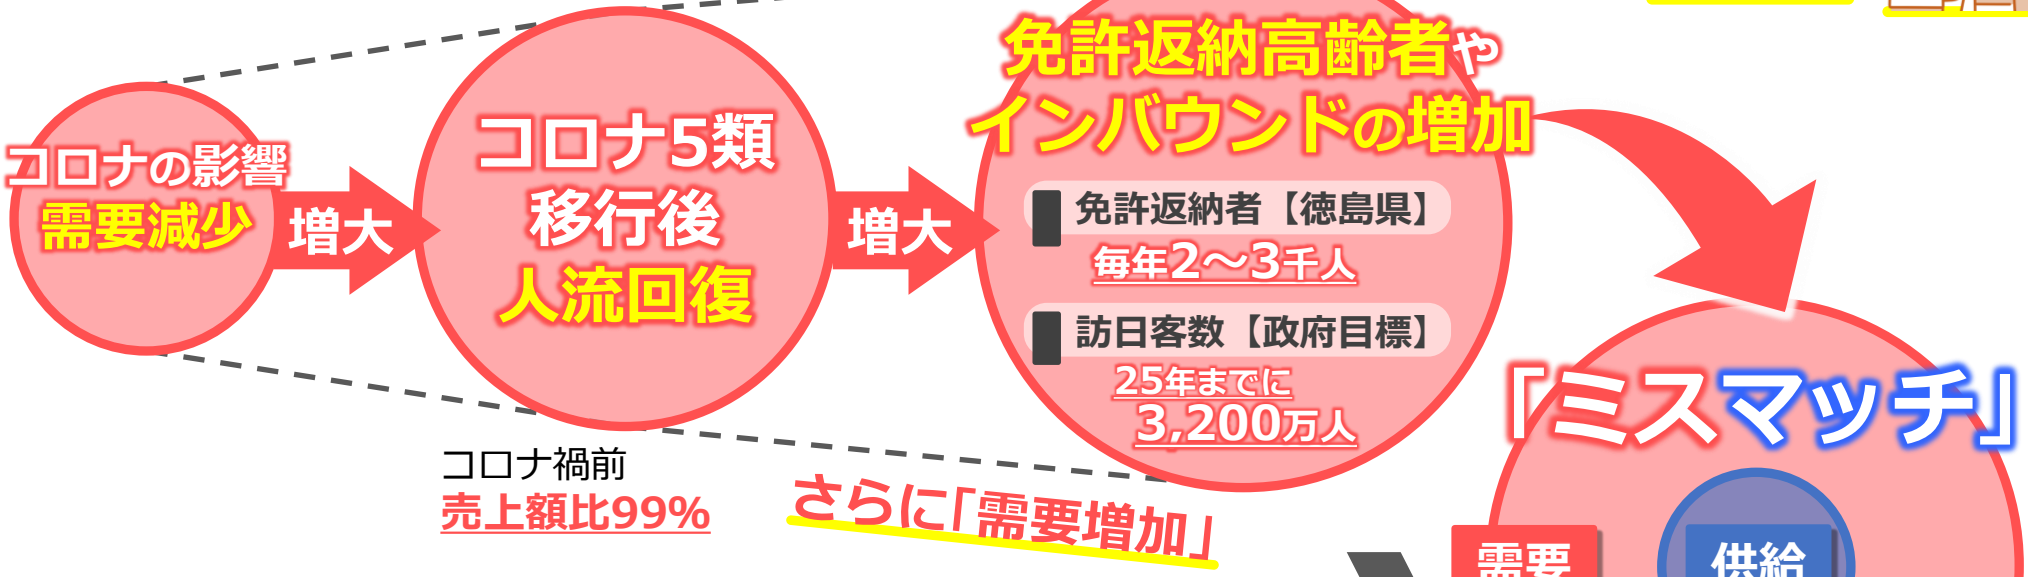 コロナの影響
需要減少
増大
コロナ5類
移行後
人流回復
コロナ禍前
売上額比99%
増大
免許返納高齢者や
インバウンドの増加
免許返納者【徳島県】
毎年2～3千人
訪日客数【政府目標】
25年までに
3,200万人
さらに「需要増加」
「ミスマッチ」
需要
供給